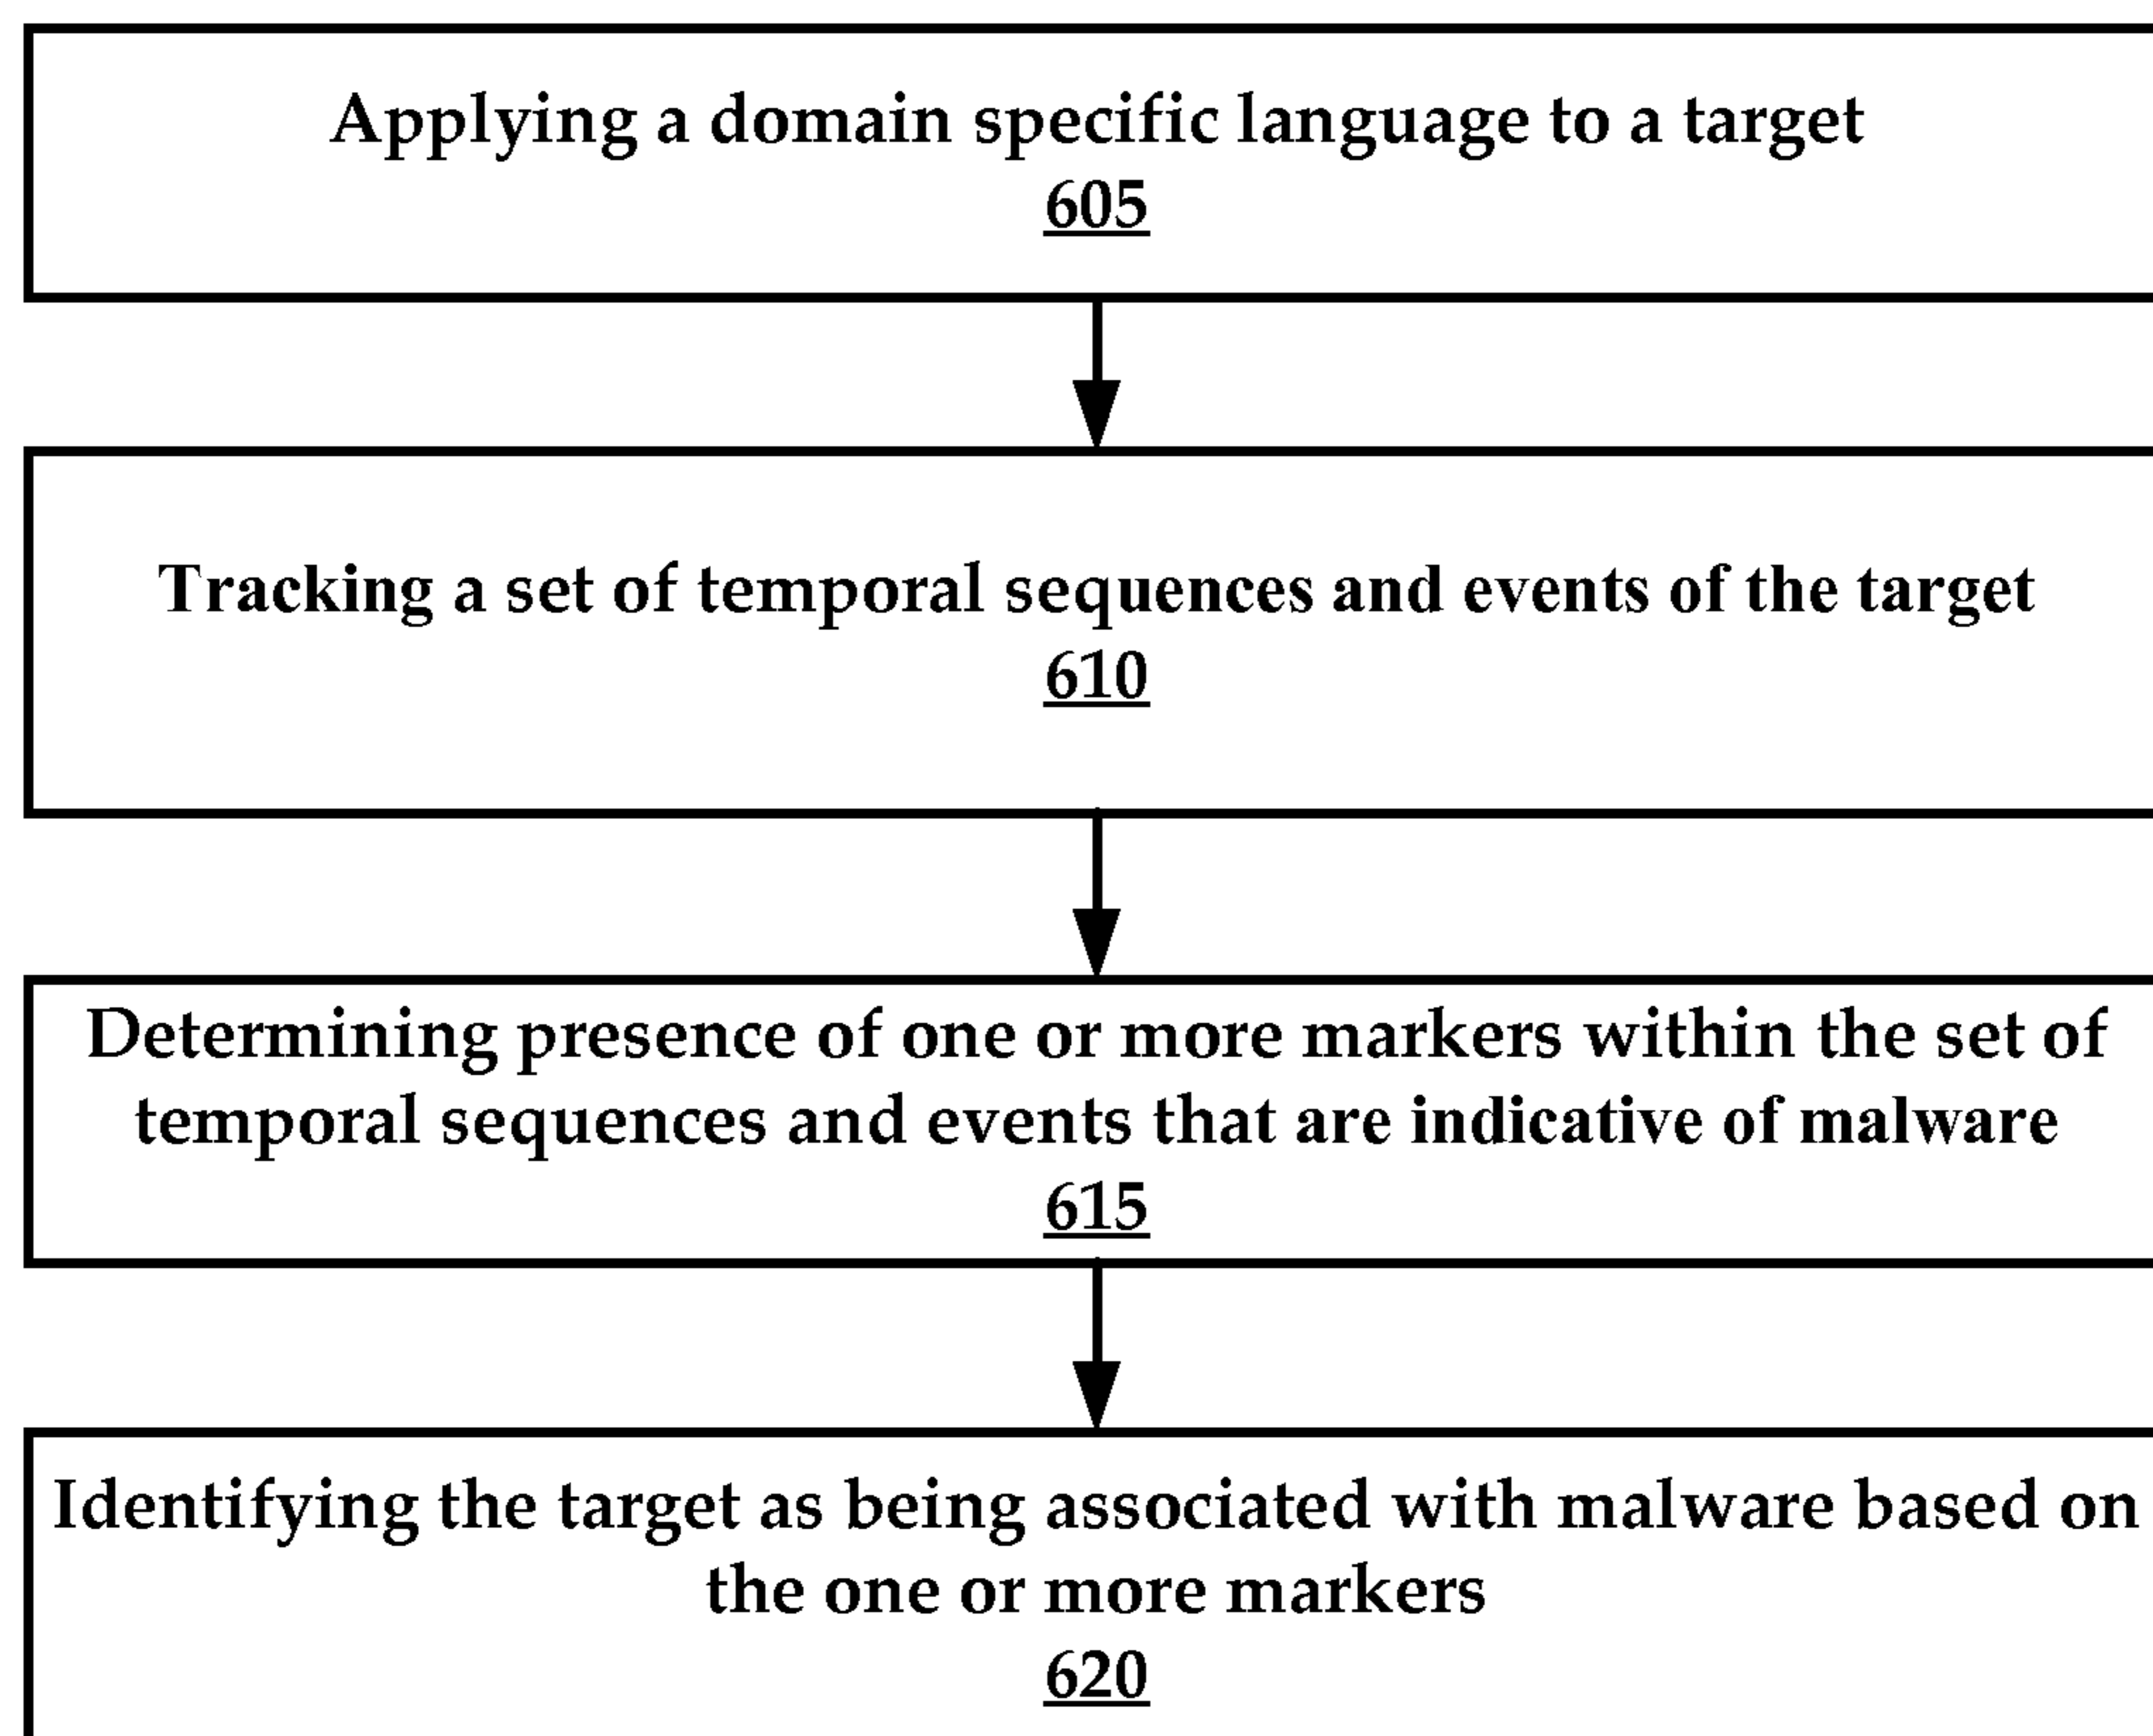 Applying a domain specific language to a target
605
Tracking a set of temporal sequences and events of the target
610
Determining presence of one or more markers within the set of
temporal sequences and events that are indicative of malware
615
Identifying the target as being associated with malware based on
the one or more markers
620